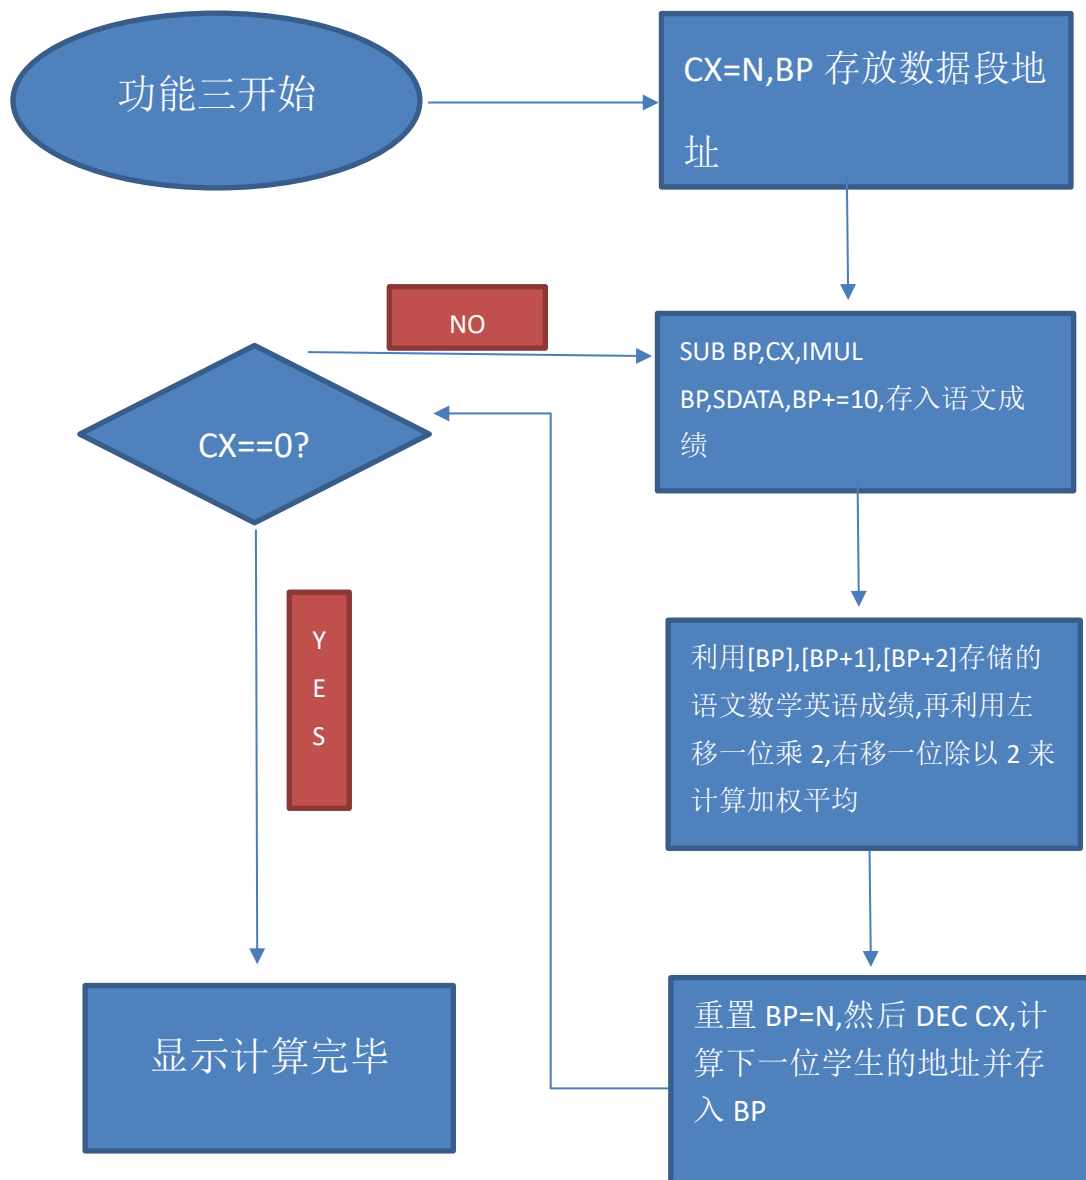 功能三开始
CX=N,BP 存放数据段地
址
NO
SUB BP,CX,IMUL
BP,SDATA,BP+=10,存入语文成
绩
CX==0?
Y
E
S
利用[BP],[BP+1],[BP+2]存储的
语文数学英语成绩,再利用左
移一位乘 2,右移一位除以 2 来
计算加权平均
重置 BP=N,然后 DEC CX,计
算下一位学生的地址并存
入 BP
显示计算完毕